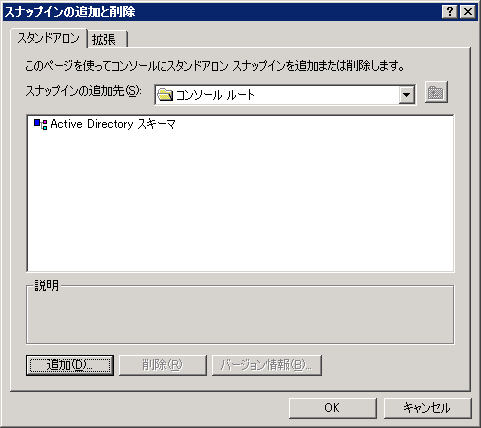 スナップインの追加と削除
スタンドアロン 拡張
このページを使ってコンソールにスタンドアロン スナップインを追加または削除します。
スナップインの追加先(S): コンソール ルート
Active Directory スキーマ
説明
追加(D)... 削除(R) バージョン情報(B)...
OK キャンセル